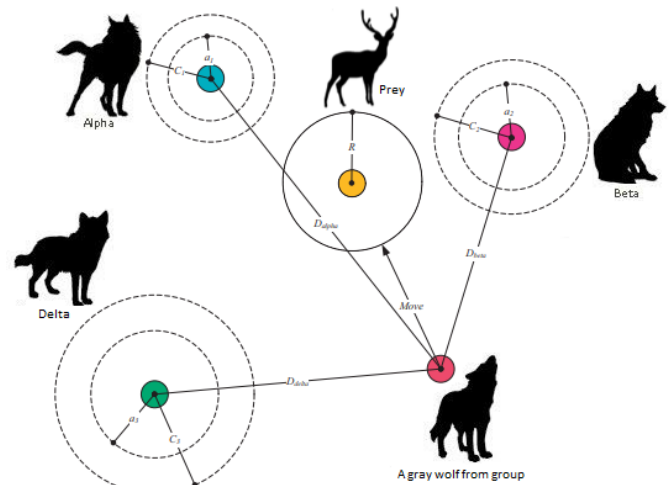 a1
C1
Alpha
Prey
a2
C2
R
Beta
Dalpha
Dbeta
Delta
Move
Ddelta
a3
C3
A gray wolf from group